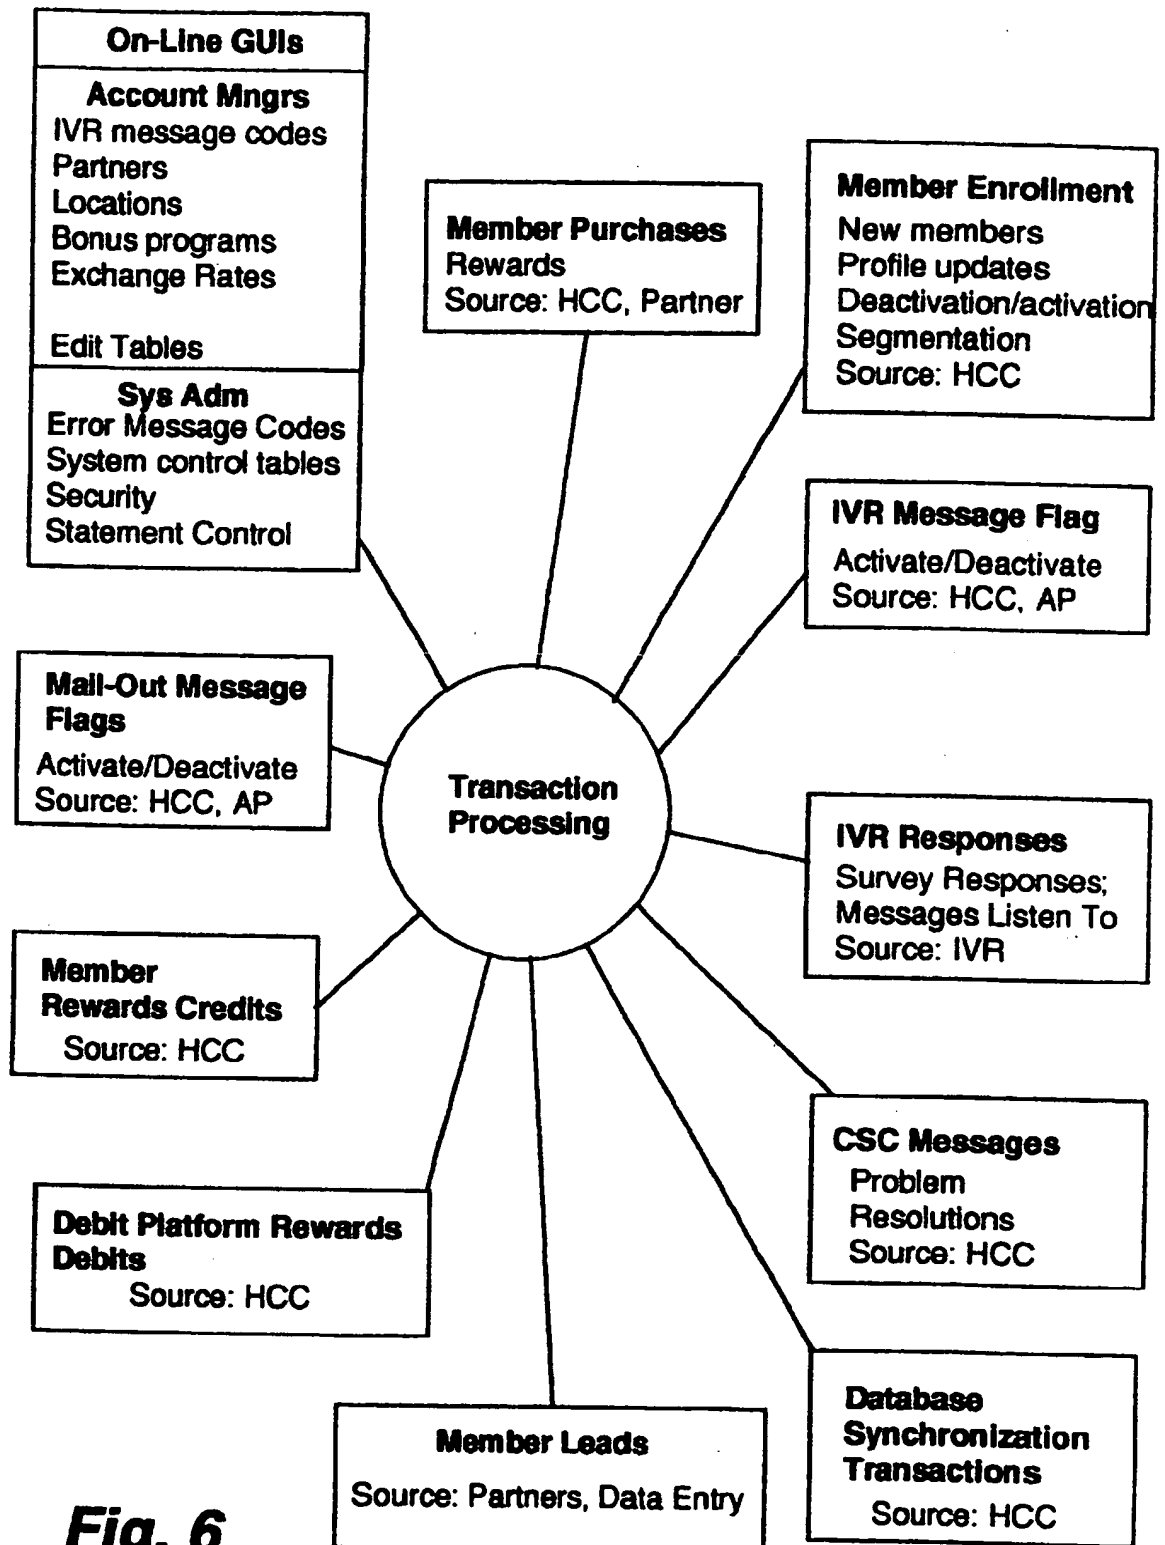 On-Line GUIs
Account Mngrs
IVR message codes
Partners
Locations
Bonus programs
Exchange Rates
Edit Tables
Sys Adm
Error Message Codes
System control tables
Security
Statement Control
Member Purchases
Rewards
Source: HCC, Partner
Member Enrollment
New members
Profile updates
Deactivation/activation
Segmentation
Source: HCC
IVR Message Flag
Activate/Deactivate
Source: HCC, AP
Mail-Out Message
Flags
Activate/Deactivate
Source: HCC, AP
Transaction
Processing
IVR Responses
Survey Responses;
Messages Listen To
Source: IVR
Member
Rewards Credits
Source: HCC
CSC Messages
Problem
Resolutions
Source: HCC
Debit Platform Rewards
Debits
Source: HCC
Database
Synchronization
Transactions
Source: HCC
Member Leads
Source: Partners, Data Entry
Fig. 6